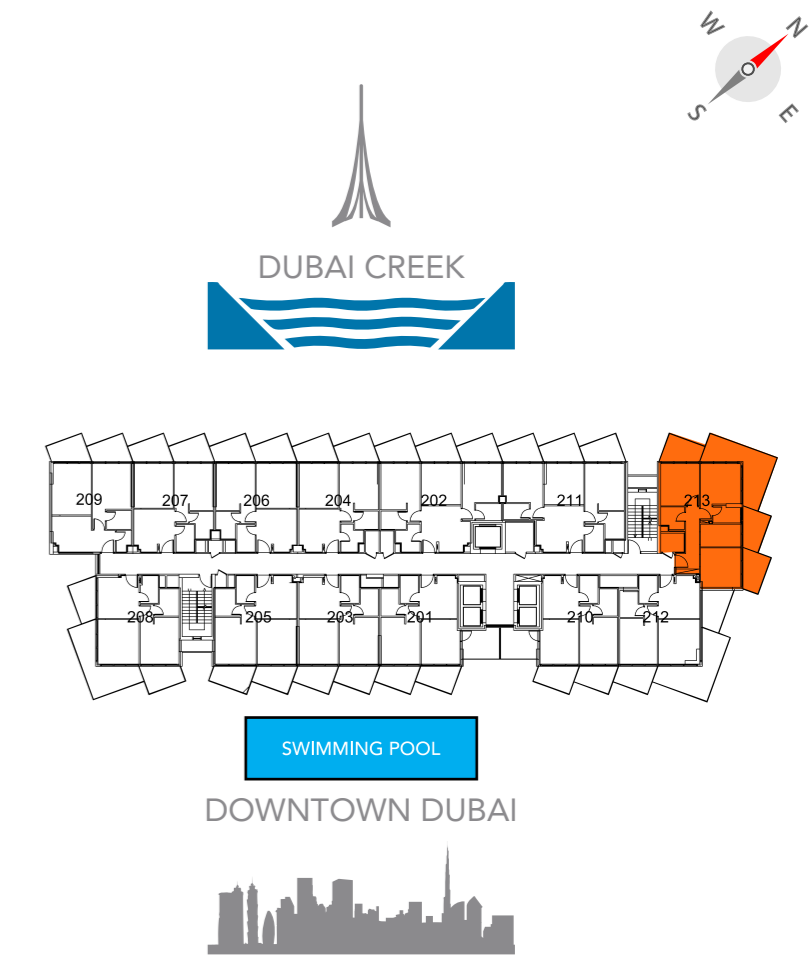 W
N
S
E
DUBAI CREEK
209 207 206 204 202 211 213
208 205 203 201 210 212
SWIMMING POOL
DOWNTOWN DUBAI